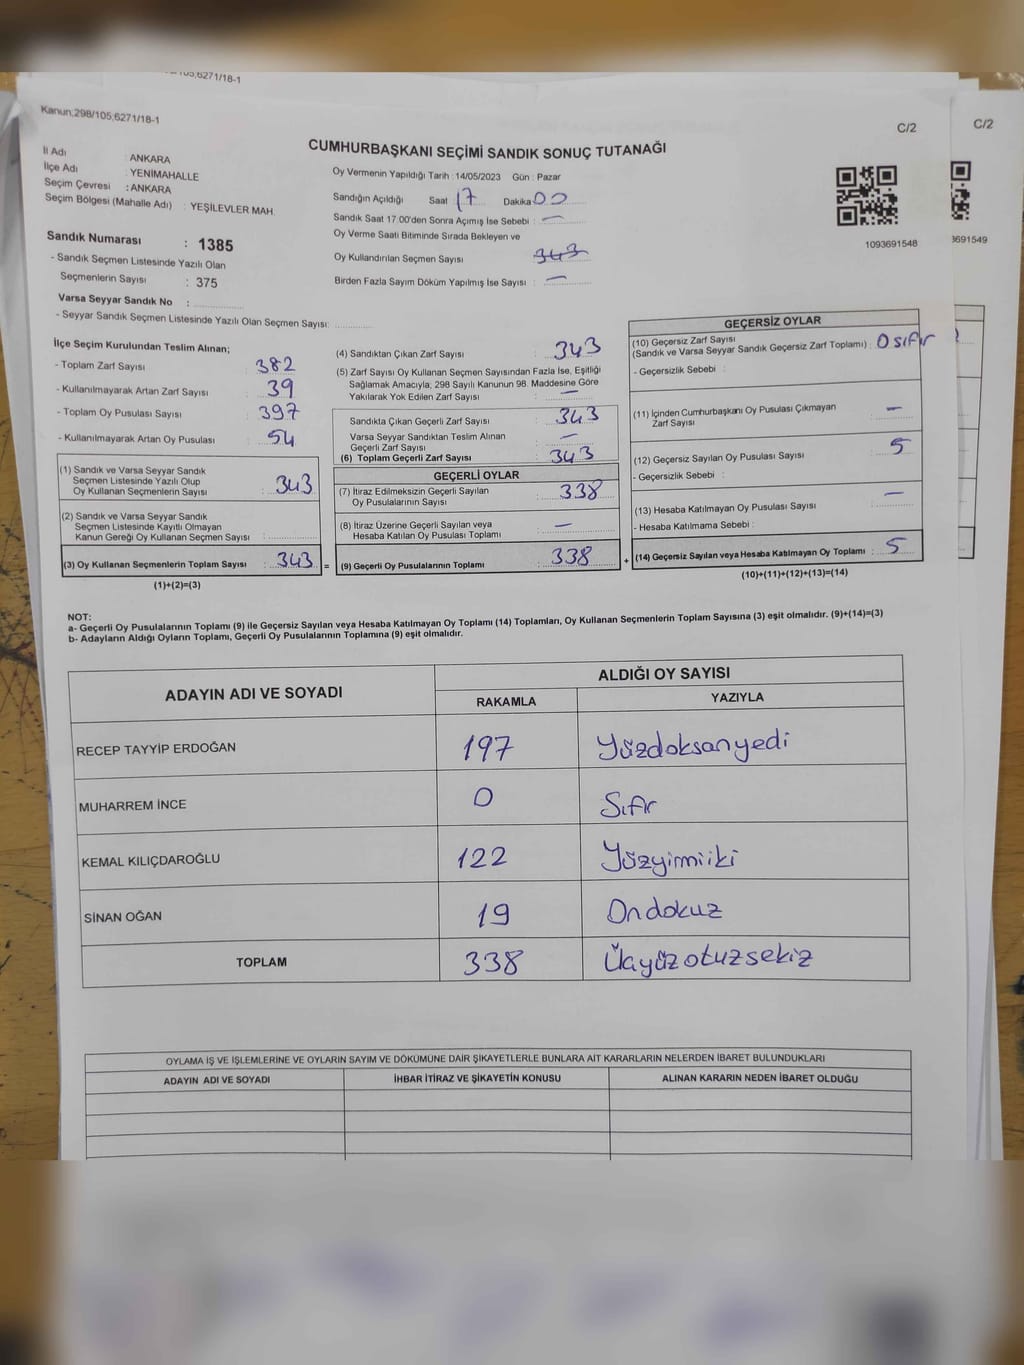 105;6271/18-1
Kanun;298/105;6271/18-1
C/2
C/2
CUMHURBAŞKANI SEÇİMİ SANDIK SONUÇ TUTANAĞI
İl Adı : ANKARA
İlçe Adı : YENİMAHALLE
Seçim Çevresi : ANKARA
Seçim Bölgesi (Mahalle Adı) : YEŞİLEVLER MAH.
Sandık Numarası : 1385
- Sandık Seçmen Listesinde Yazılı Olan
Seçmenlerin Sayısı : 375
Varsa Seyyar Sandık No :
- Seyyar Sandık Seçmen Listesinde Yazılı Olan Seçmen Sayısı:
Oy Vermenin Yapıldığı Tarih : 14/05/2023 Gün : Pazar
Sandığın Açıldığı Saat 17 Dakika 00
Sandık Saat 17:00'den Sonra Açımış İse Sebebi : —
Oy Verme Saati Bitiminde Sırada Bekleyen ve
Oy Kullandırılan Seçmen Sayısı 343
Birden Fazla Sayım Döküm Yapılmış İse Sayısı : —
1093691548
3691549
İlçe Seçim Kurulundan Teslim Alınan;
- Toplam Zarf Sayısı : 382
- Kullanılmayarak Artan Zarf Sayısı : 39
- Toplam Oy Pusulası Sayısı : 397
- Kullanılmayarak Artan Oy Pusulası : 54
(1) Sandık ve Varsa Seyyar Sandık
Seçmen Listesinde Yazılı Olup
Oy Kullanan Seçmenlerin Sayısı : 343
(2) Sandık ve Varsa Seyyar Sandık
Seçmen Listesinde Kayıtlı Olmayan
Kanun Gereği Oy Kullanan Seçmen Sayısı :
(3) Oy Kullanan Seçmenlerin Toplam Sayısı : 343 =
(1)+(2)=(3)
(4) Sandıktan Çıkan Zarf Sayısı : 343
(5) Zarf Sayısı Oy Kullanan Seçmen Sayısından Fazla İse, Eşitliği
Sağlamak Amacıyla; 298 Sayılı Kanunun 98. Maddesine Göre
Yakılarak Yok Edilen Zarf Sayısı : —
Sandıkta Çıkan Geçerli Zarf Sayısı : 343
Varsa Seyyar Sandıktan Teslim Alınan
Geçerli Zarf Sayısı : —
(6) Toplam Geçerli Zarf Sayısı : 343
GEÇERLİ OYLAR
(7) İtiraz Edilmeksizin Geçerli Sayılan
Oy Pusulalarının Sayısı : 338
(8) İtiraz Üzerine Geçerli Sayılan veya
Hesaba Katılan Oy Pusulası Toplamı : —
(9) Geçerli Oy Pusulalarının Toplamı : 338 +
GEÇERSİZ OYLAR
(10) Geçersiz Zarf Sayısı
(Sandık ve Varsa Seyyar Sandık Geçersiz Zarf Toplamı) : 0 sıfır
- Geçersizlik Sebebi :
(11) İçinden Cumhurbaşkanı Oy Pusulası Çıkmayan
Zarf Sayısı : —
(12) Geçersiz Sayılan Oy Pusulası Sayısı : 5
- Geçersizlik Sebebi :
(13) Hesaba Katılmayan Oy Pusulası Sayısı : —
- Hesaba Katılmama Sebebi :
(14) Geçersiz Sayılan veya Hesaba Katılmayan Oy Toplamı : 5
(10)+(11)+(12)+(13)=(14)
NOT:
a- Geçerli Oy Pusulalarının Toplamı (9) ile Geçersiz Sayılan veya Hesaba Katılmayan Oy Toplamı (14) Toplamları, Oy Kullanan Seçmenlerin Toplam Sayısına (3) eşit olmalıdır. (9)+(14)=(3)
b- Adayların Aldığı Oyların Toplamı, Geçerli Oy Pusulalarının Toplamına (9) eşit olmalıdır.
ADAYIN ADI VE SOYADI
ALDIĞI OY SAYISI
RAKAMLA YAZIYLA
RECEP TAYYİP ERDOĞAN 197 Yüzdoksanyedi
MUHARREM İNCE 0 Sıfır
KEMAL KILIÇDAROĞLU 122 Yüzyirmiiki
SİNAN OĞAN 19 Ondokuz
TOPLAM 338 Üçyüzotuzsekiz
OYLAMA İŞ VE İŞLEMLERİNE VE OYLARIN SAYIM VE DÖKÜMÜNE DAİR ŞİKAYETLERLE BUNLARA AİT KARARLARIN NELERDEN İBARET BULUNDUKLARI
ADAYIN ADI VE SOYADI İHBAR İTİRAZ VE ŞİKAYETİN KONUSU ALINAN KARARIN NEDEN İBARET OLDUĞU